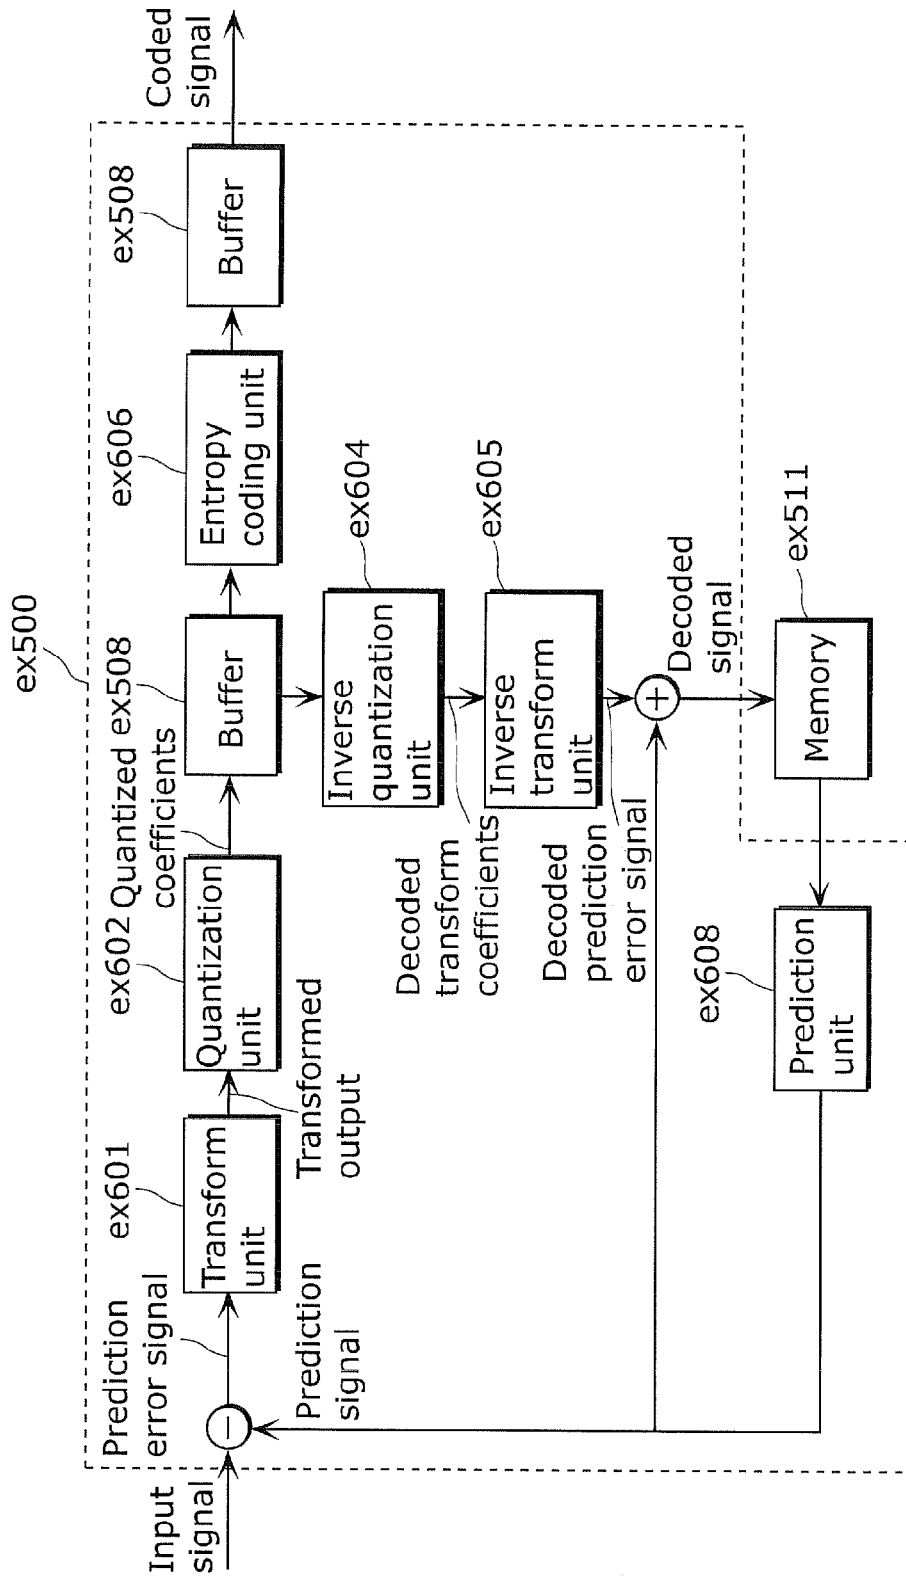 ex500
Input
signal
Prediction
error signal
−
Prediction
signal
ex601
Transform
unit
Transformed
output
ex602
Quantization
unit
Quantized
coefficients
ex508
Buffer
ex606
Entropy
coding unit
ex508
Buffer
Coded
signal
ex604
Inverse
quantization
unit
Decoded
transform
coefficients
ex605
Inverse
transform
unit
Decoded
prediction
error signal
+
Decoded
signal
ex511
Memory
ex608
Prediction
unit